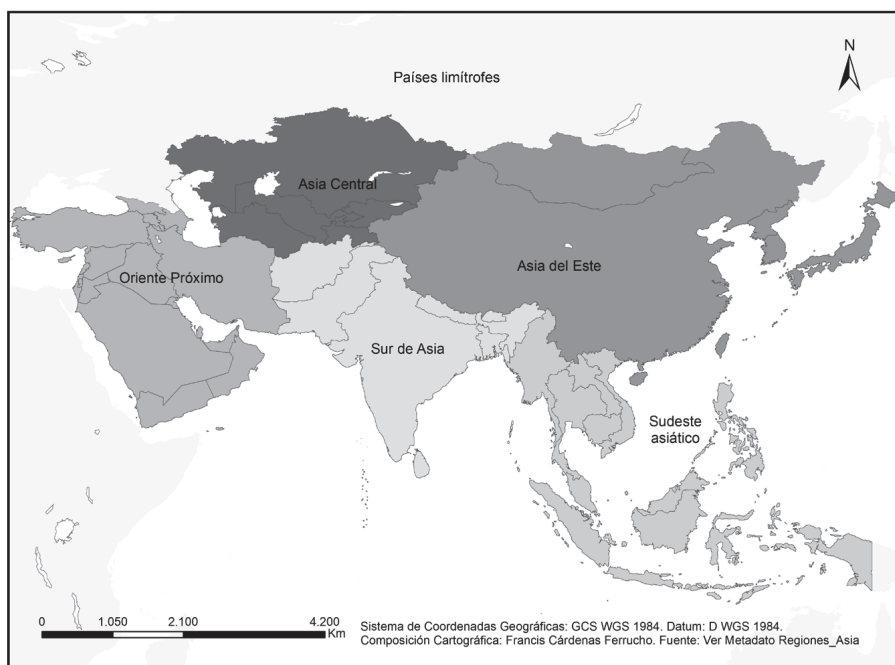 N
Países limítrofes
Asia Central
Asia del Este
Oriente Próximo
Sur de Asia
Sudeste
asiático
0 1.050 2.100 4.200
Km
Sistema de Coordenadas Geográficas: GCS WGS 1984. Datum: D WGS 1984.
Composición Cartográfica: Francis Cárdenas Ferrucho. Fuente: Ver Metadato Regiones_Asia